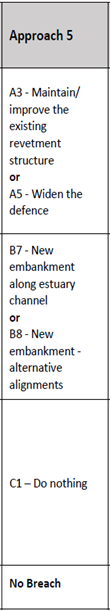 Approach 5
A3 - Maintain/
improve the
existing
revetment
structure
or
A5 - Widen the
defence
B7 - New
embankment
along estuary
channel
or
B8 - New
embankment -
alternative
alignments
C1 – Do nothing
No Breach